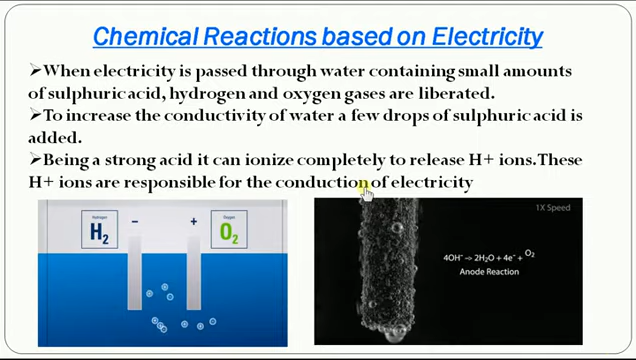 Chemical Reactions based on Electricity
➢When electricity is passed through water containing small amounts
of sulphuric acid, hydrogen and oxygen gases are liberated.
➢To increase the conductivity of water a few drops of sulphuric acid is
added.
➢Being a strong acid it can ionize completely to release H+ ions.These
H+ ions are responsible for the conduction of electricity
Hydrogen
H₂
−
+
Oxygen
O₂
1X Speed
4OH⁻ → 2H₂O + 4e⁻ + O₂
Anode Reaction